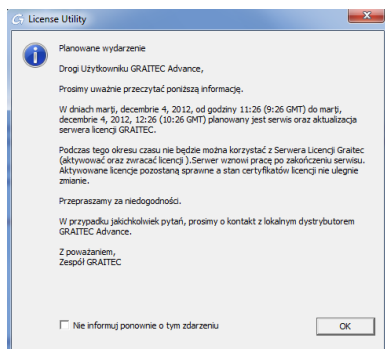 License Utility
Planowane wydarzenie
Drogi Użytkowniku GRAITEC Advance,
Prosimy uważnie przeczytać poniższą informację.
W dniach marți, decembrie 4, 2012, od godziny 11:26 (9:26 GMT) do marți,
decembrie 4, 2012, 12:26 (10:26 GMT) planowany jest serwis oraz aktualizacja
serwera licencji GRAITEC.
Podczas tego okresu czasu nie będzie można korzystać z Serwera Licencji Graitec
(aktywować oraz zwracać licencji ).Serwer wznowi pracę po zakończeniu serwisu.
Aktywowane licencje pozostaną sprawne a stan certyfikatów licencji nie ulegnie
zmianie.
Przepraszamy za niedogodności.
W przypadku jakichkolwiek pytań, prosimy o kontakt z lokalnym dystrybutorem
GRAITEC Advance.
Z poważaniem,
Zespół GRAITEC
Nie informuj ponownie o tym zdarzeniu
OK